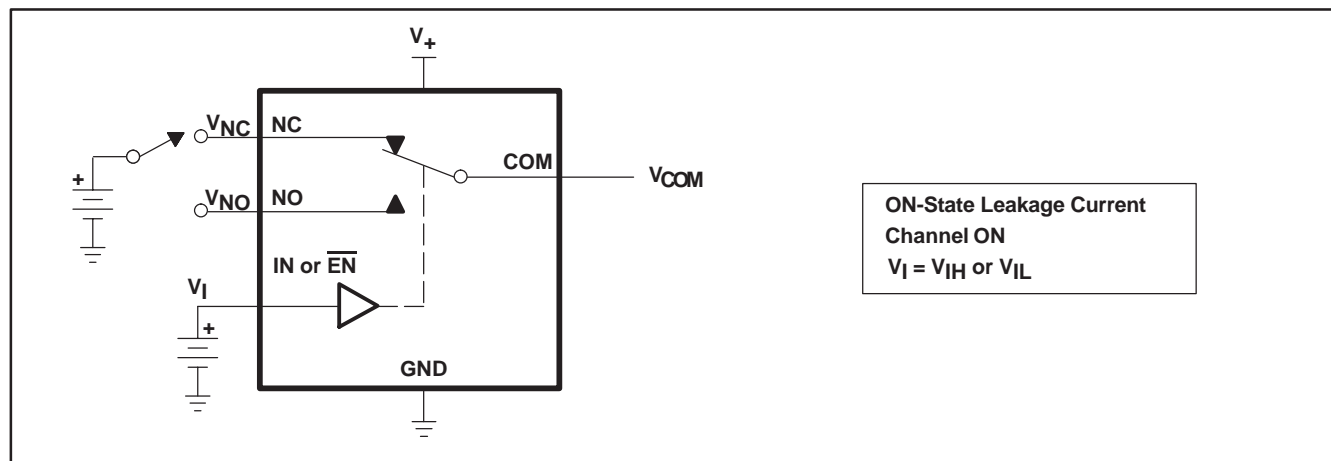 V+
VNC NC
COM
VCOM
+
VNO NO
IN or EN
VI
+
GND
ON-State Leakage Current
Channel ON
VI = VIH or VIL